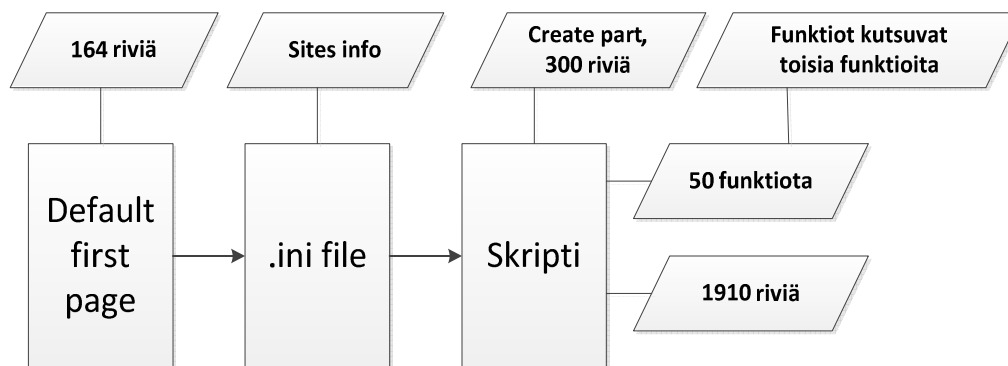 164 riviä
Sites info
Create part,
300 riviä
Funktiot kutsuvat
toisia funktioita
Default
first
page
.ini file
Skripti
50 funktiota
1910 riviä